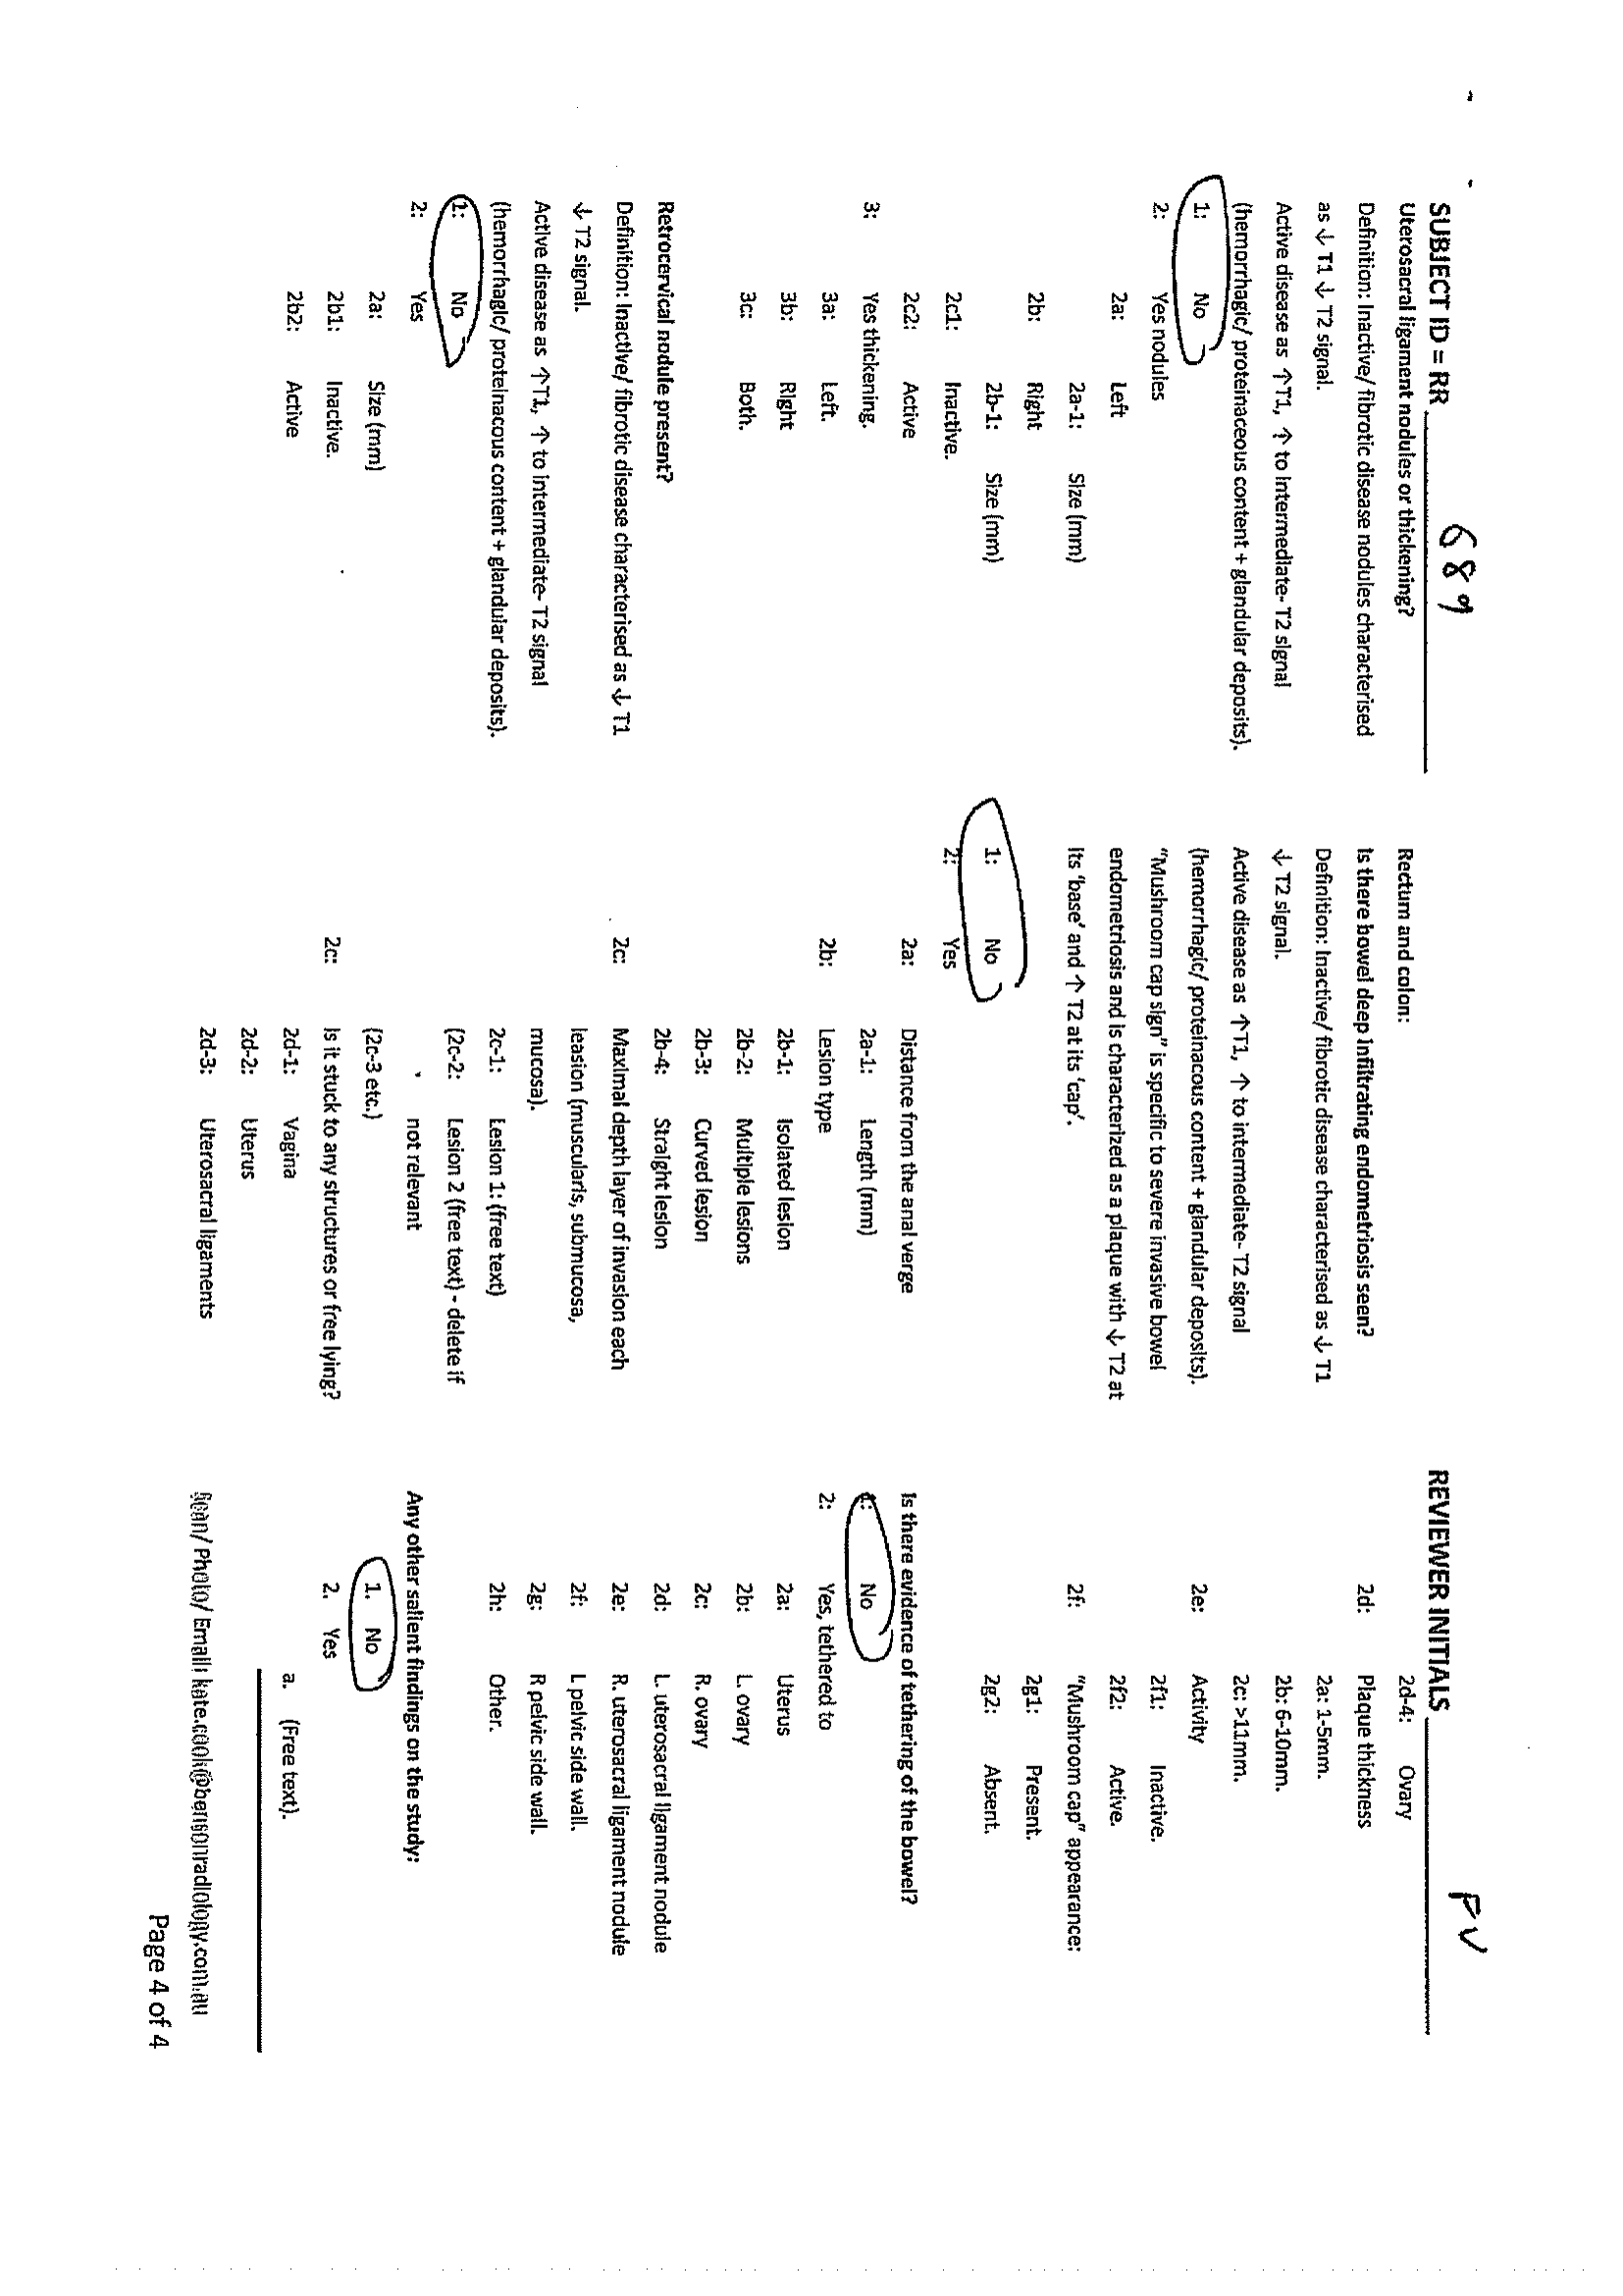 SUBJECT ID = RR 689
Uterosacral ligament nodules or thickening?
Definition: Inactive/ fibrotic disease nodules characterised
as ↓ T1 ↓ T2 signal.
Active disease as ↑T1, ↑ to intermediate- T2 signal
(hemorrhagic/ proteinaceous content + glandular deposits).
1: No
2: Yes nodules
2a: Left
2a-1: Size (mm)
2b: Right
2b-1: Size (mm)
2c1: Inactive.
2c2: Active
3: Yes thickening.
3a: Left.
3b: Right
3c: Both.
Retrocervical nodule present?
Definition: Inactive/ fibrotic disease characterised as ↓ T1
↓ T2 signal.
Active disease as ↑T1, ↑ to intermediate- T2 signal
(hemorrhagic/ proteinacous content + glandular deposits).
1: No
2: Yes
2a: Size (mm)
2b1: Inactive.
2b2: Active
Rectum and colon:
Is there bowel deep infiltrating endometriosis seen?
Definition: Inactive/ fibrotic disease characterised as ↓ T1
↓ T2 signal.
Active disease as ↑T1, ↑ to intermediate- T2 signal
(hemorrhagic/ proteinacous content + glandular deposits).
"Mushroom cap sign" is specific to severe invasive bowel
endometriosis and is characterized as a plaque with ↓ T2 at
its 'base' and ↑ T2 at its 'cap'.
1: No
2: Yes
2a: Distance from the anal verge
2a-1: Length (mm)
2b: Lesion type
2b-1: Isolated lesion
2b-2: Multiple lesions
2b-3: Curved lesion
2b-4: Straight lesion
2c: Maximal depth layer of invasion each
leasion (muscularis, submucosa,
mucosa).
2c-1: Lesion 1: (free text)
(2c-2: Lesion 2 (free text) - delete if
not relevant
(2c-3 etc.)
2c: Is it stuck to any structures or free lying?
2d-1: Vagina
2d-2: Uterus
2d-3: Uterosacral ligaments
REVIEWER INITIALS PV
2d-4: Ovary
2d: Plaque thickness
2a: 1-5mm.
2b: 6-10mm.
2c: >11mm.
2e: Activity
2f1: Inactive.
2f2: Active.
2f: "Mushroom cap" appearance:
2g1: Present.
2g2: Absent.
Is there evidence of tethering of the bowel?
1: No
2: Yes, tethered to
2a: Uterus
2b: L. ovary
2c: R. ovary
2d: L. uterosacral ligament nodule
2e: R. uterosacral ligament nodule
2f: L pelvic side wall.
2g: R pelvic side wall.
2h: Other.
Any other salient findings on the study:
1. No
2. Yes
a. (Free text).
Scan/ Photo/ Email: kate.cook@bensonradiology.com.au
Page 4 of 4